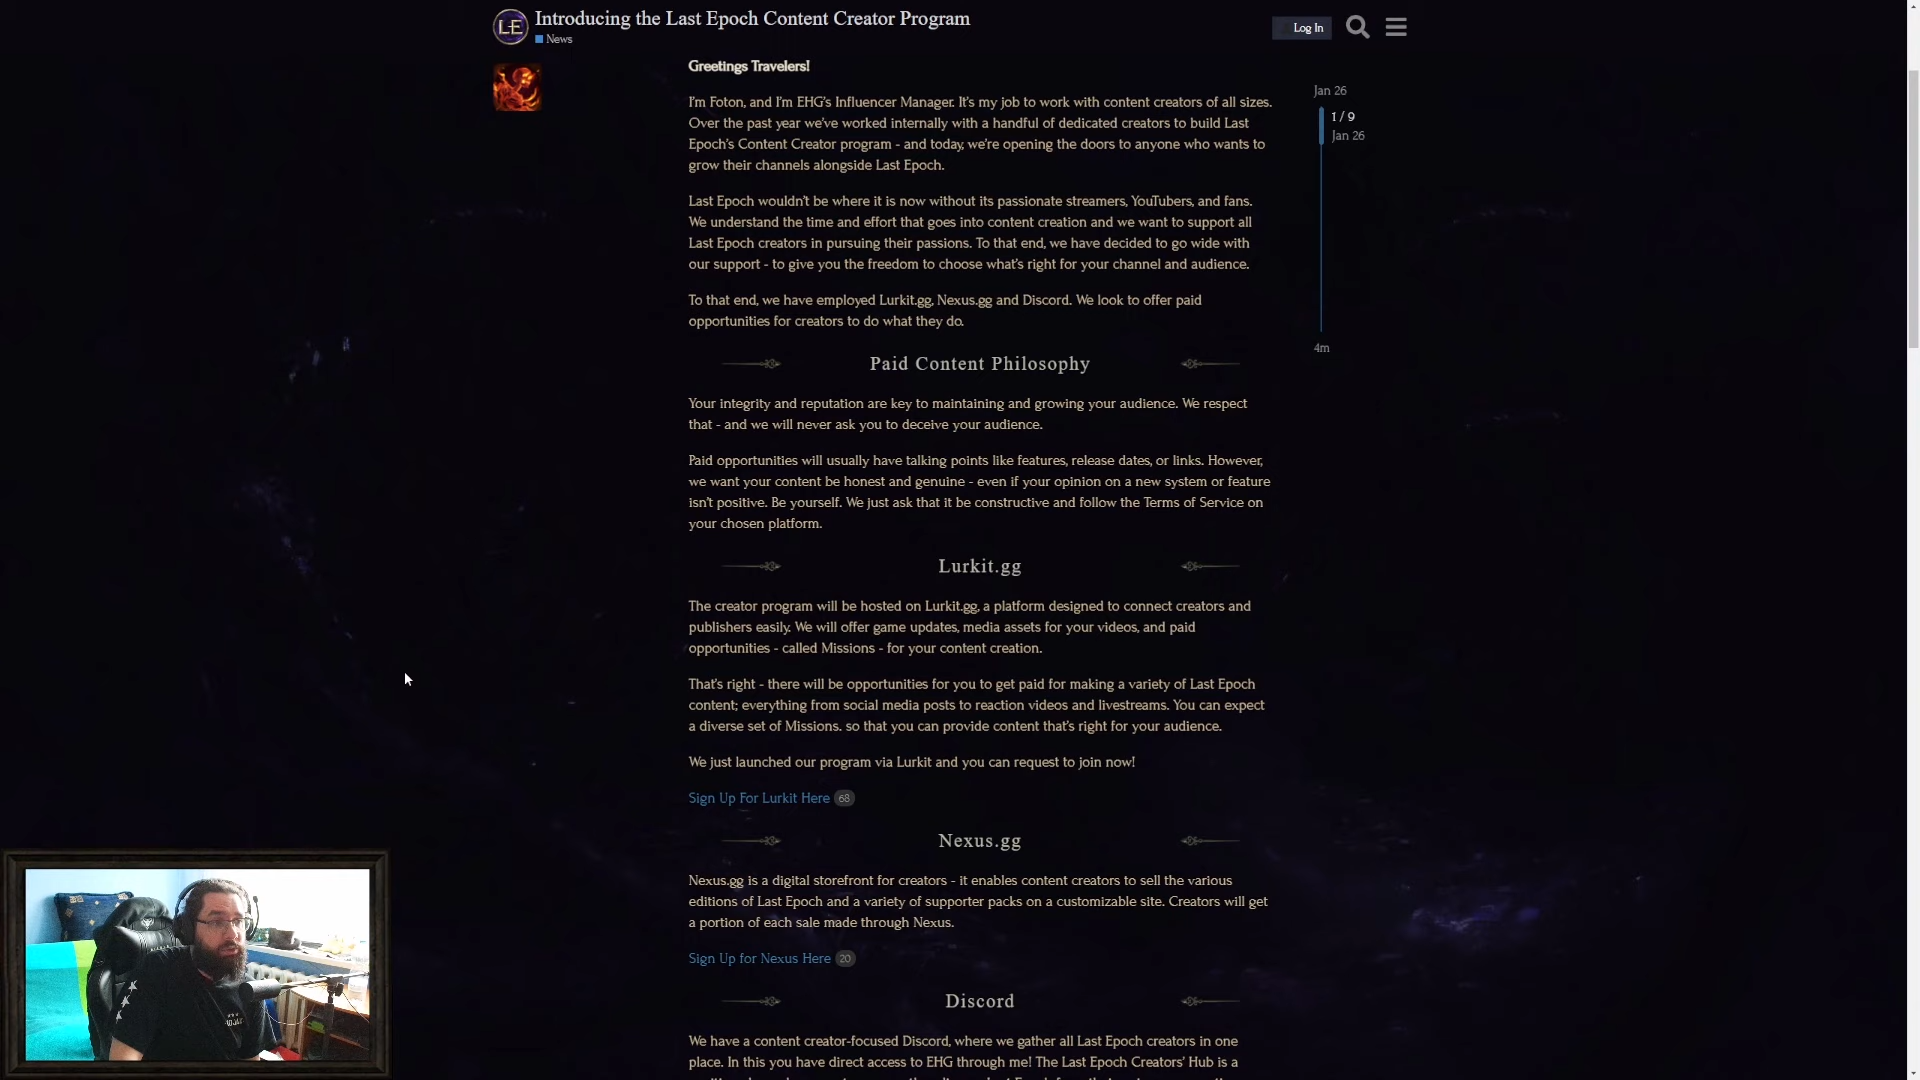 LE
Introducing the Last Epoch Content Creator Program
News
Log In
Greetings Travelers!
I'm Foton, and I'm EHG's Influencer Manager. It's my job to work with content creators of all sizes.
Over the past year we've worked internally with a handful of dedicated creators to build Last
Epoch's Content Creator program - and today, we're opening the doors to anyone who wants to
grow their channels alongside Last Epoch.
Jan 26
1 / 9
Jan 26
4m
Last Epoch wouldn't be where it is now without its passionate streamers, YouTubers, and fans.
We understand the time and effort that goes into content creation and we want to support all
Last Epoch creators in pursuing their passions. To that end, we have decided to go wide with
our support - to give you the freedom to choose what's right for your channel and audience.
To that end, we have employed Lurkit.gg, Nexus.gg and Discord. We look to offer paid
opportunities for creators to do what they do.
Paid Content Philosophy
Your integrity and reputation are key to maintaining and growing your audience. We respect
that - and we will never ask you to deceive your audience.
Paid opportunities will usually have talking points like features, release dates, or links. However,
we want your content be honest and genuine - even if your opinion on a new system or feature
isn't positive. Be yourself. We just ask that it be constructive and follow the Terms of Service on
your chosen platform.
Lurkit.gg
The creator program will be hosted on Lurkit.gg, a platform designed to connect creators and
publishers easily. We will offer game updates, media assets for your videos, and paid
opportunities - called Missions - for your content creation.
That's right - there will be opportunities for you to get paid for making a variety of Last Epoch
content; everything from social media posts to reaction videos and livestreams. You can expect
a diverse set of Missions. so that you can provide content that's right for your audience.
We just launched our program via Lurkit and you can request to join now!
Sign Up For Lurkit Here 68
Nexus.gg
Nexus.gg is a digital storefront for creators - it enables content creators to sell the various
editions of Last Epoch and a variety of supporter packs on a customizable site. Creators will get
a portion of each sale made through Nexus.
Sign Up for Nexus Here 20
Discord
We have a content creator-focused Discord, where we gather all Last Epoch creators in one
place. In this you have direct access to EHG through me! The Last Epoch Creators' Hub is a